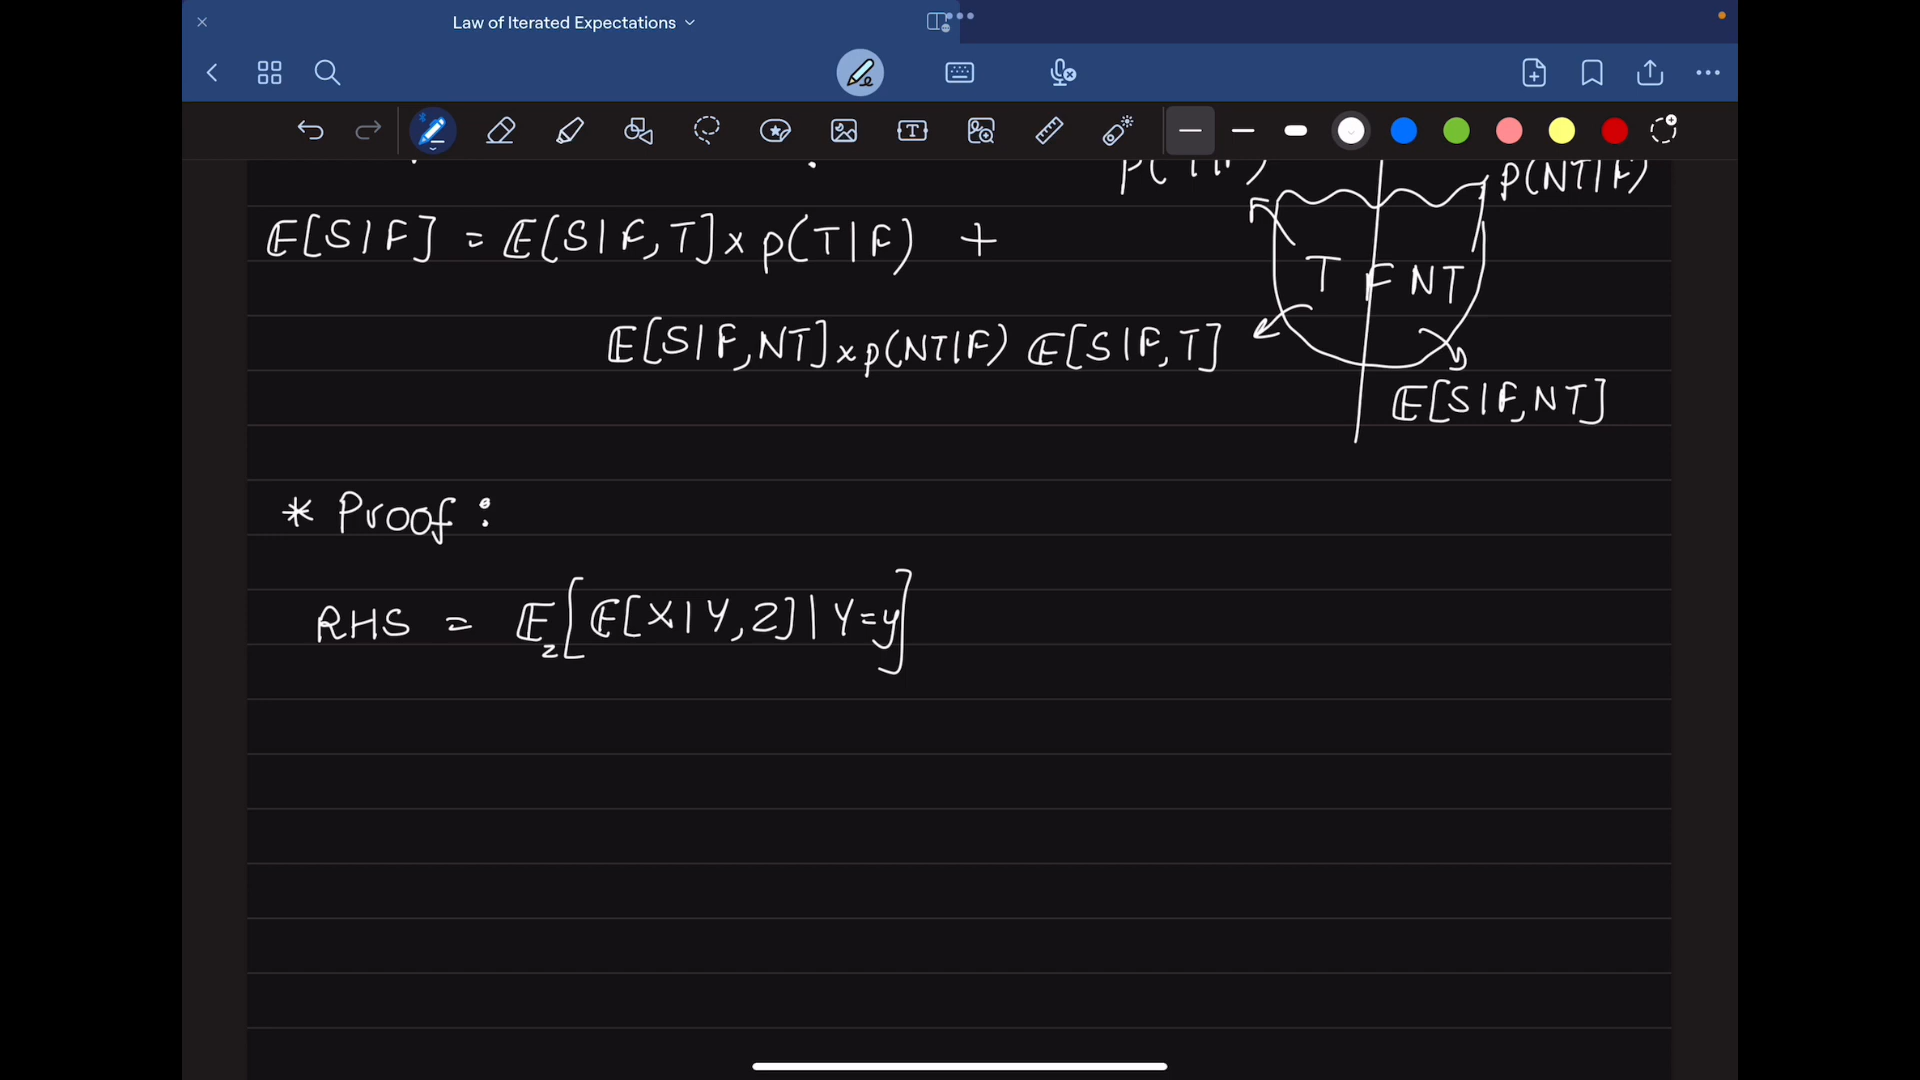 Law of Iterated Expectations
p(NT|F)
𝔼[S|F] = 𝔼[S|F,T] x p(T|F) +
T F NT
𝔼[S|F,NT] x p(NT|F) 𝔼[S|F,T]
𝔼[S|F,NT]
* Proof :
RHS = 𝔼_z[𝔼[X|Y,Z]|Y=y]